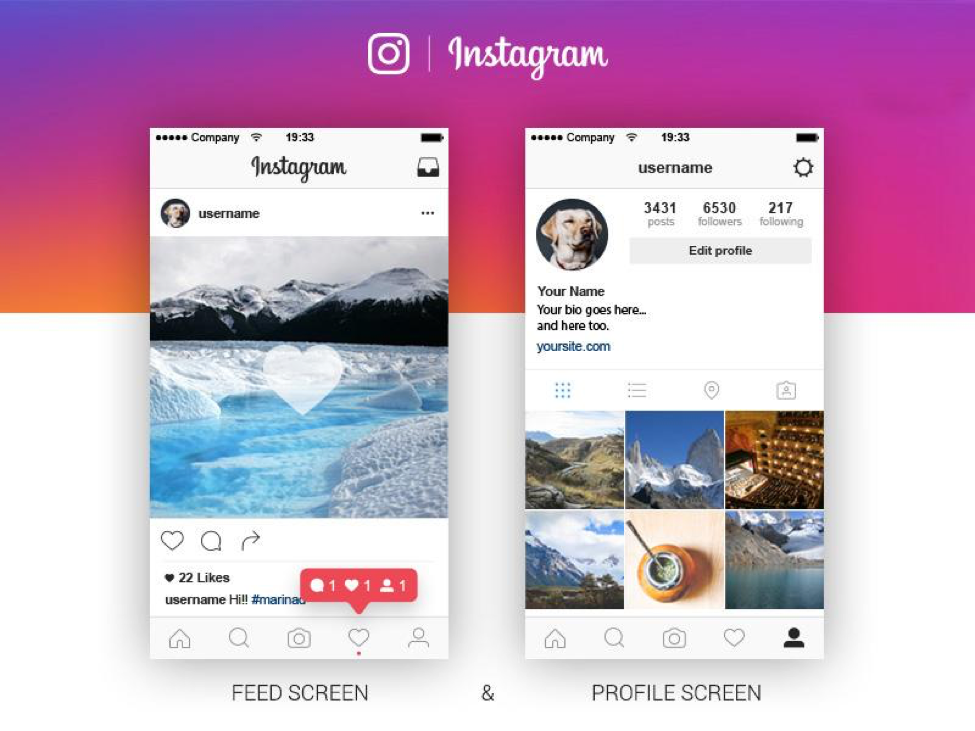 Instagram
Company 19:33
Instagram
username
22 Likes
username Hi!! #marinad
1 1 1
Company 19:33
username
3431 6530 217
posts followers following
Edit profile
Your Name
Your bio goes here...
and here too.
yoursite.com
FEED SCREEN & PROFILE SCREEN